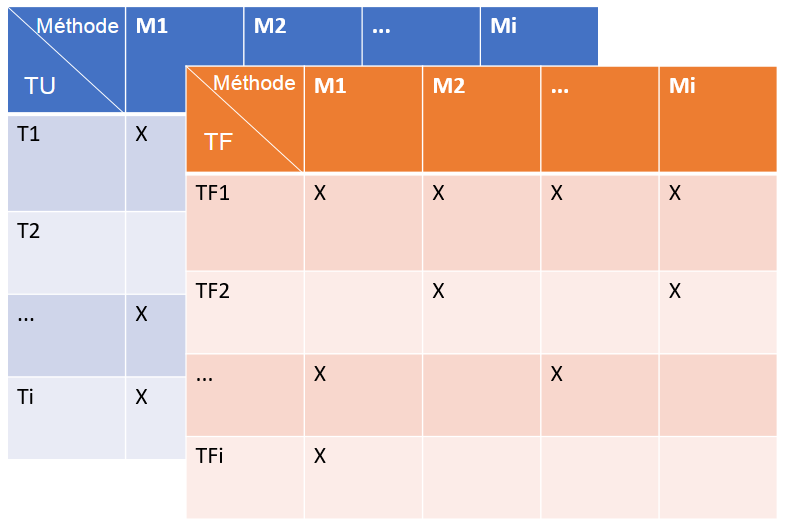 Méthode M1 M2 ... Mi
TU
T1 X
T2
... X
Ti X
Méthode M1 M2 ... Mi
TF
TF1 X X X X
TF2 X X
... X X
TFi X